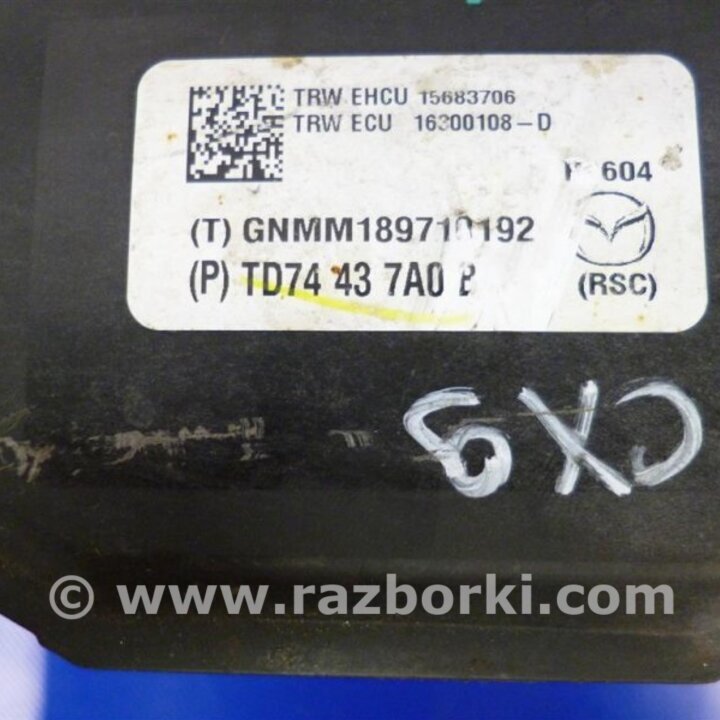 TRW EHCU 15683706
TRW ECU 16300108-D
604
(T) GNMM189710192
(P) TD74 43 7A0
(RSC)
CX9
© www.razborki.com